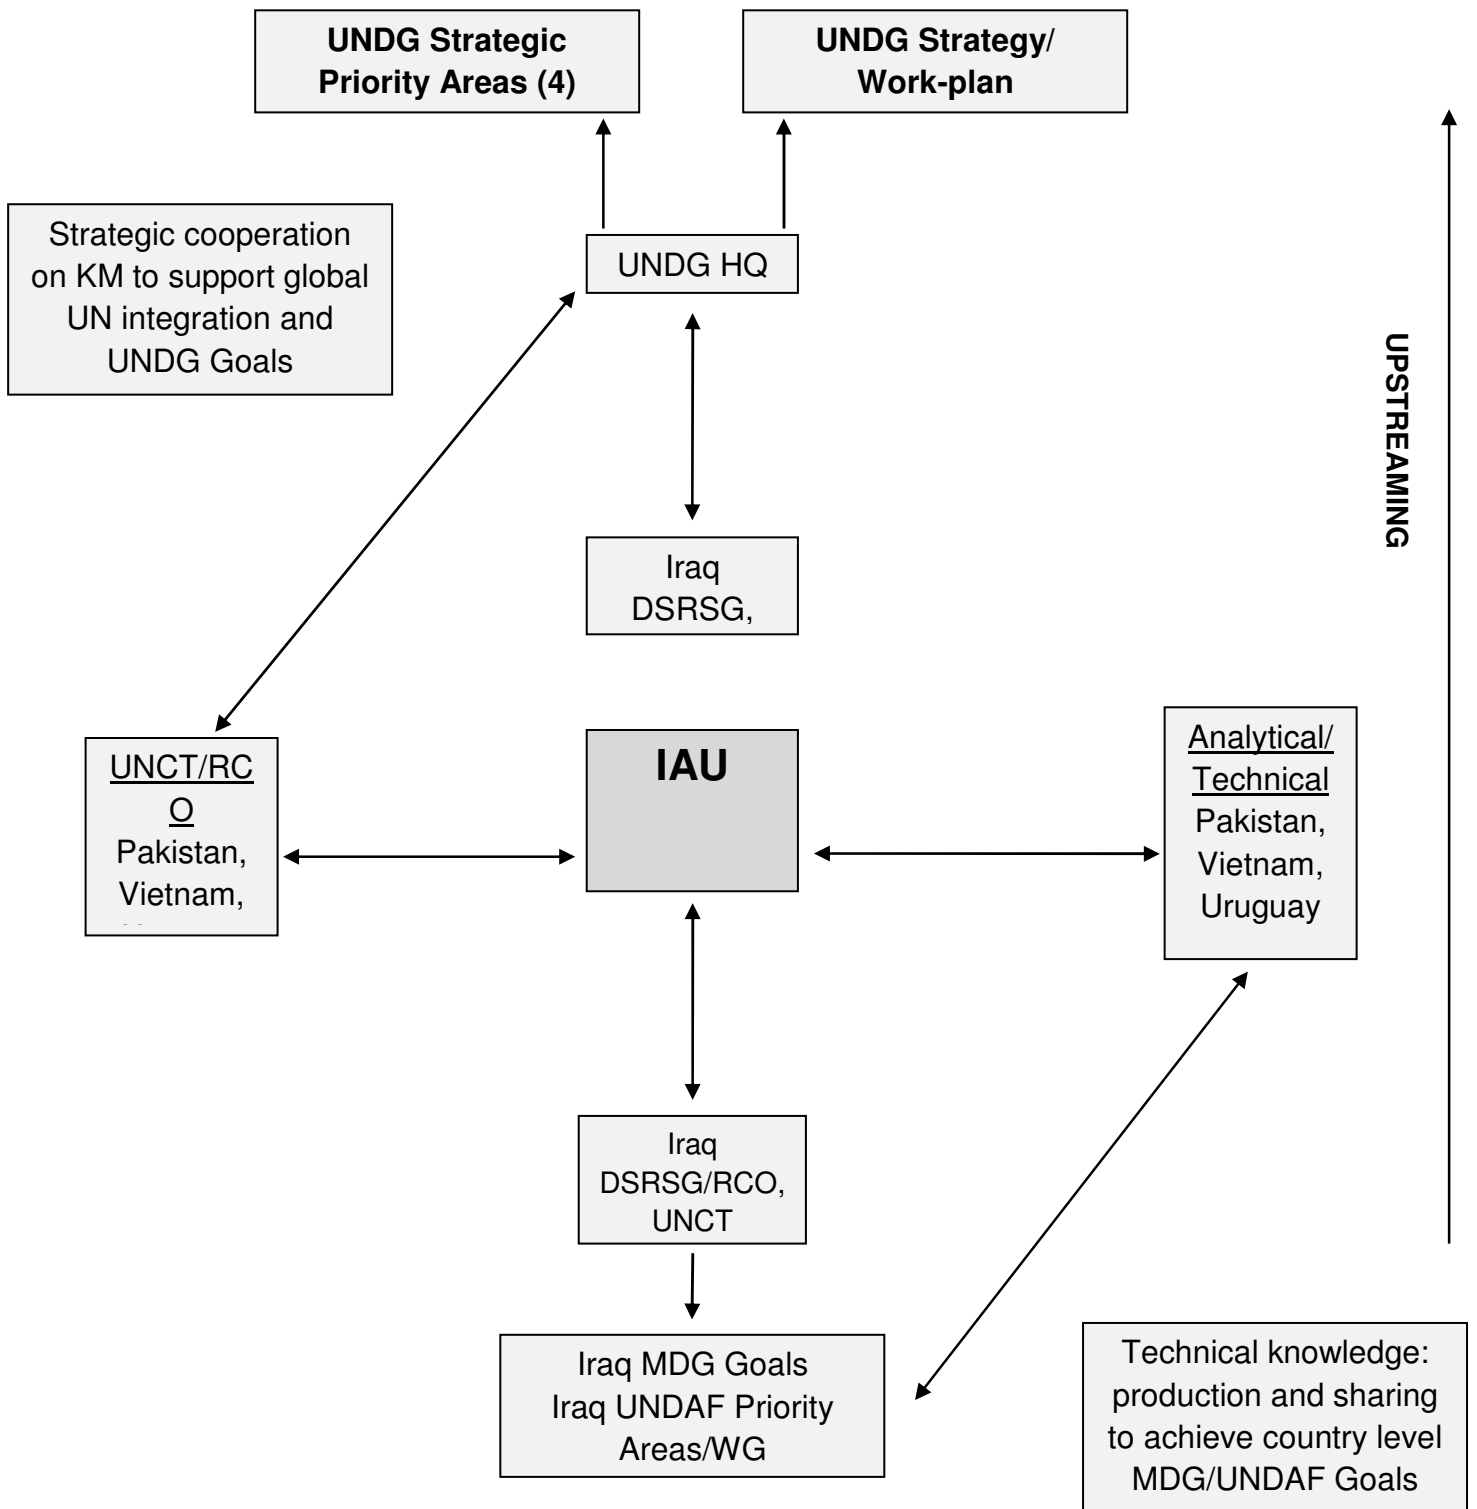 UNDG Strategic
Priority Areas (4)
UNDG Strategy/
Work-plan
Strategic cooperation
on KM to support global
UN integration and
UNDG Goals
UNDG HQ
UPSTREAMING
Iraq
DSRSG,
UNCT/RC
O
Pakistan,
Vietnam,
IAU
Analytical/
Technical
Pakistan,
Vietnam,
Uruguay
Iraq
DSRSG/RCO,
UNCT
Iraq MDG Goals
Iraq UNDAF Priority
Areas/WG
Technical knowledge:
production and sharing
to achieve country level
MDG/UNDAF Goals